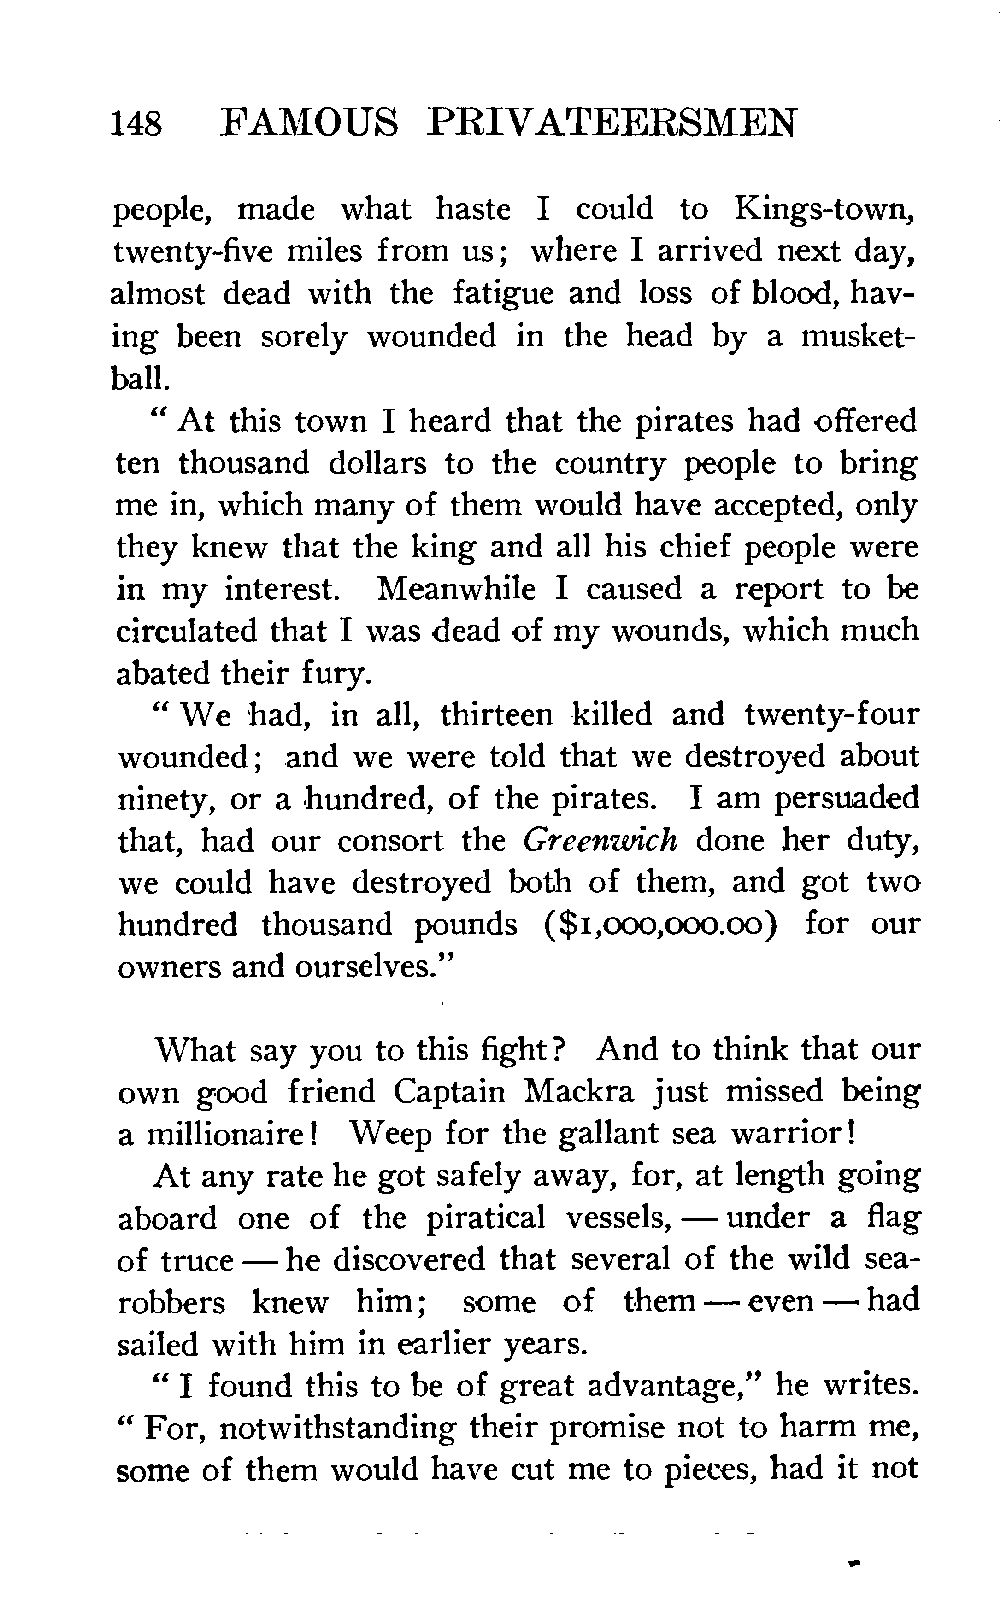 148 FAMOUS PRIVATEERSMEN
people, made what haste I could to Kings-town,
twenty-five miles from us; where I arrived next day,
almost dead with the fatigue and loss of blood, hav-
ing been sorely wounded in the head by a musket-
ball.
“ At this town I heard that the pirates had offered
ten thousand dollars to the country people to bring
me in, which many of them would have accepted, only
they knew that the king and all his chief people were
in my interest. Meanwhile I caused a report to be
circulated that I was dead of my wounds, which much
abated their fury.
“ We had, in all, thirteen killed and twenty-four
wounded; and we were told that we destroyed about
ninety, or a hundred, of the pirates. I am persuaded
that, had our consort the Greenwich done her duty,
we could have destroyed both of them, and got two
hundred thousand pounds ($1,000,000.00) for our
owners and ourselves.”
What say you to this fight? And to think that our
own good friend Captain Mackra just missed being
a millionaire! Weep for the gallant sea warrior!
At any rate he got safely away, for, at length going
aboard one of the piratical vessels, — under a flag
of truce — he discovered that several of the wild sea-
robbers knew him; some of them — even — had
sailed with him in earlier years.
“ I found this to be of great advantage,” he writes.
“ For, notwithstanding their promise not to harm me,
some of them would have cut me to pieces, had it not